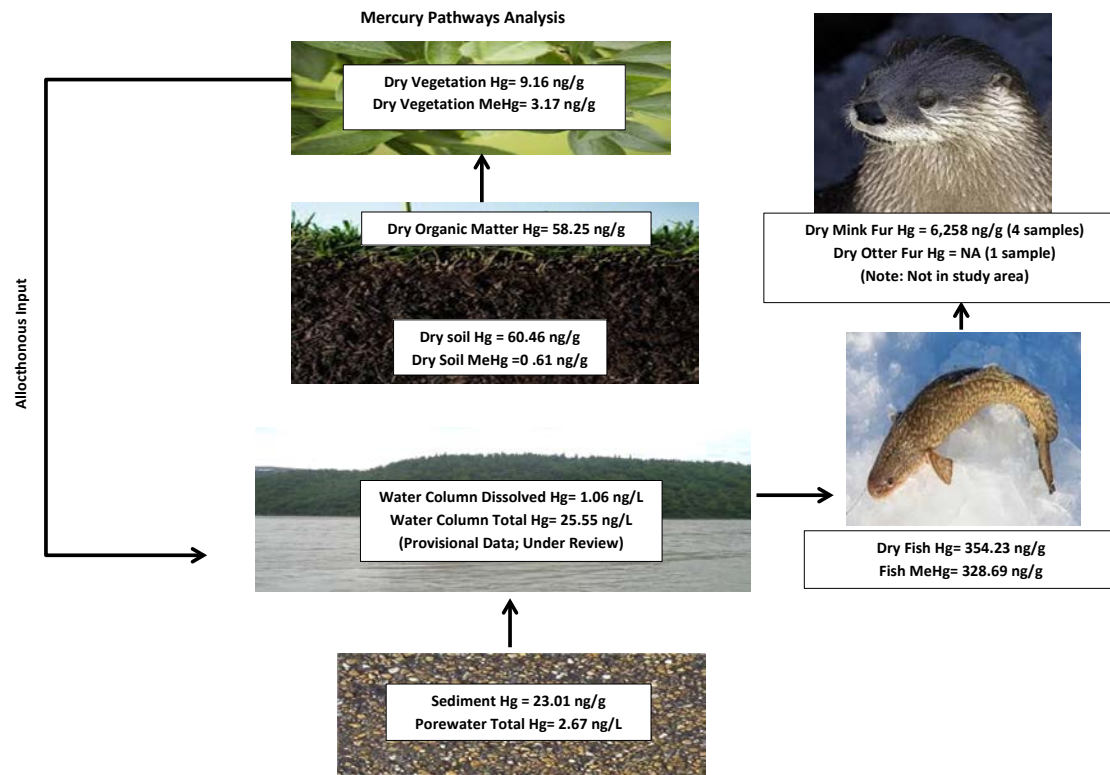 Mercury Pathways Analysis
Dry Vegetation Hg= 9.16 ng/g
Dry Vegetation MeHg= 3.17 ng/g
Dry Organic Matter Hg= 58.25 ng/g
Dry soil Hg = 60.46 ng/g
Dry Soil MeHg =0 .61 ng/g
Allocthonous Input
Water Column Dissolved Hg= 1.06 ng/L
Water Column Total Hg= 25.55 ng/L
(Provisional Data; Under Review)
Sediment Hg = 23.01 ng/g
Porewater Total Hg= 2.67 ng/L
Dry Mink Fur Hg = 6,258 ng/g (4 samples)
Dry Otter Fur Hg = NA (1 sample)
(Note: Not in study area)
Dry Fish Hg= 354.23 ng/g
Fish MeHg= 328.69 ng/g